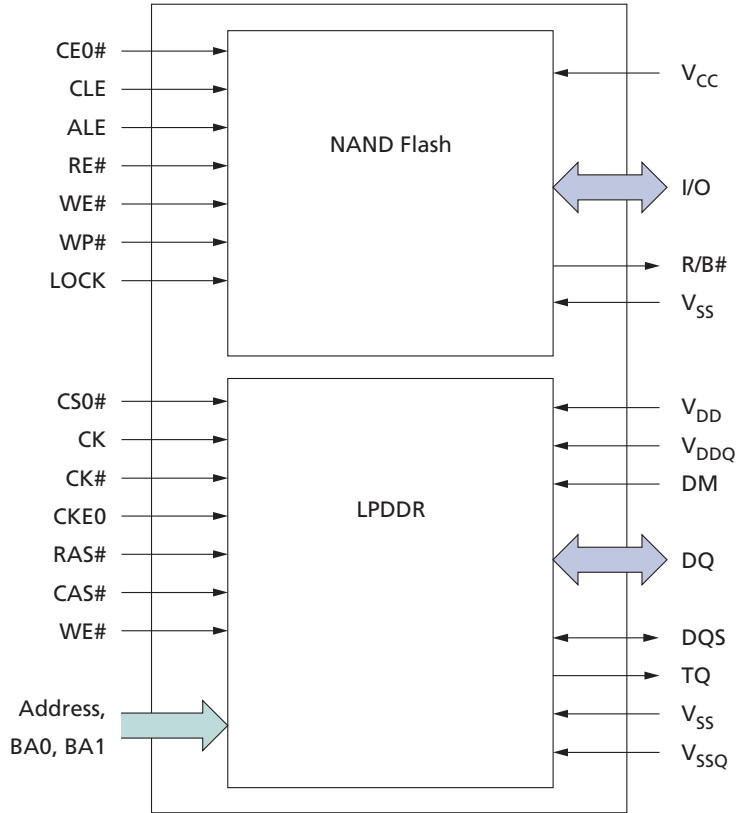 CE0#
CLE
ALE
RE#
WE#
WP#
LOCK
NAND Flash
VCC
I/O
R/B#
VSS
CS0#
CK
CK#
CKE0
RAS#
CAS#
WE#
Address,
BA0, BA1
LPDDR
VDD
VDDQ
DM
DQ
DQS
TQ
VSS
VSSQ